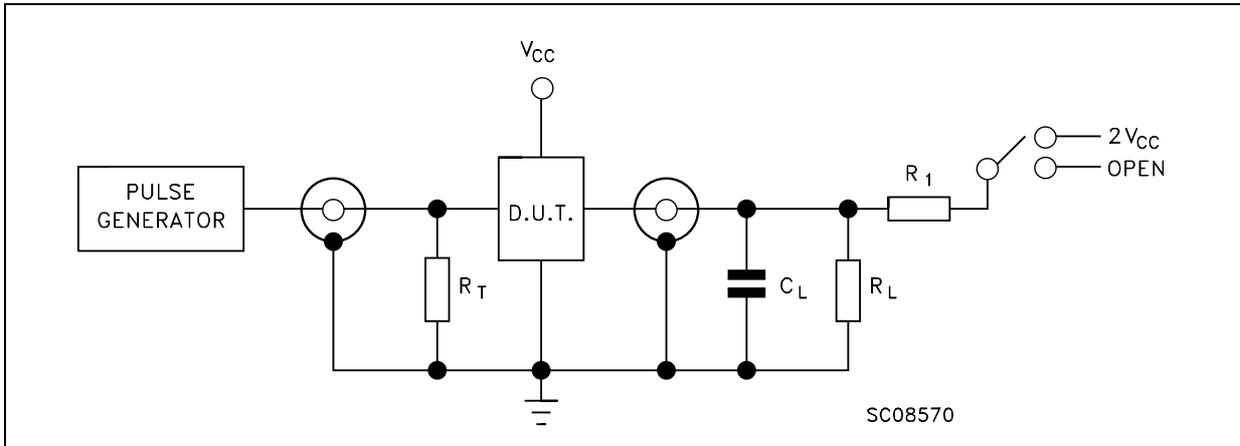 VCC
2VCC
OPEN
PULSE
GENERATOR
D.U.T.
R1
RT
CL
RL
SC08570